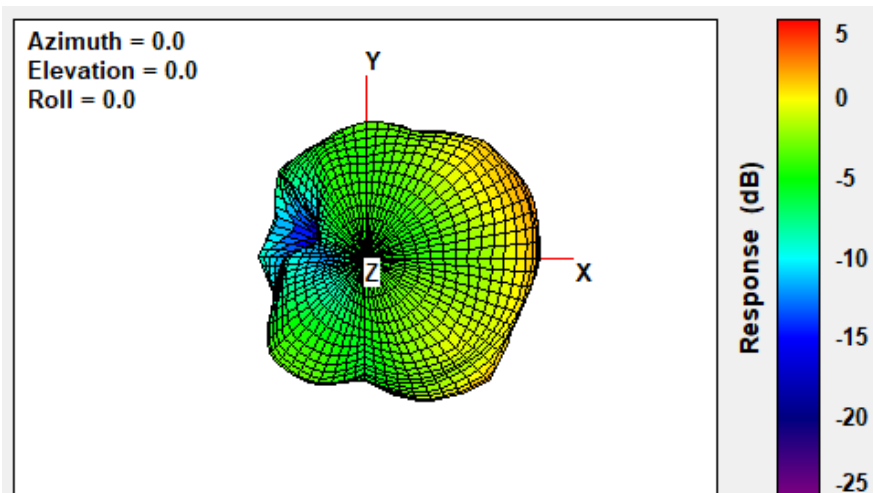 Azimuth = 0.0
Elevation = 0.0
Roll = 0.0
Y
X
Z
Response (dB)
5
0
-5
-10
-15
-20
-25